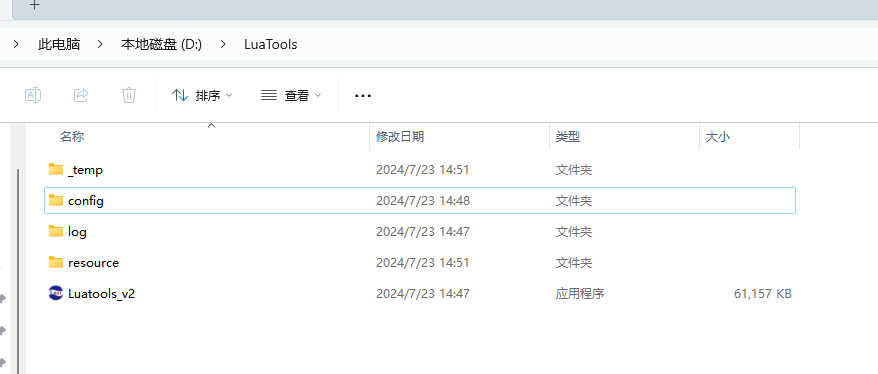 此电脑 > 本地磁盘 (D:) > LuaTools
排序 查看 ...
名称 修改日期 类型 大小
_temp 2024/7/23 14:51 文件夹
config 2024/7/23 14:48 文件夹
log 2024/7/23 14:47 文件夹
resource 2024/7/23 14:51 文件夹
Luatools_v2 2024/7/23 14:47 应用程序 61,157 KB